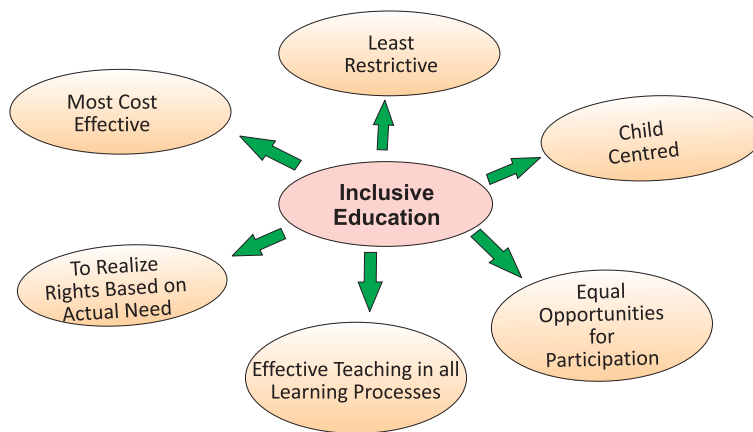 Least
Restrictive
Most Cost
Effective
Child
Centred
Inclusive
Education
To Realize
Rights Based on
Actual Need
Equal
Opportunities
for
Participation
Effective Teaching in all
Learning Processes